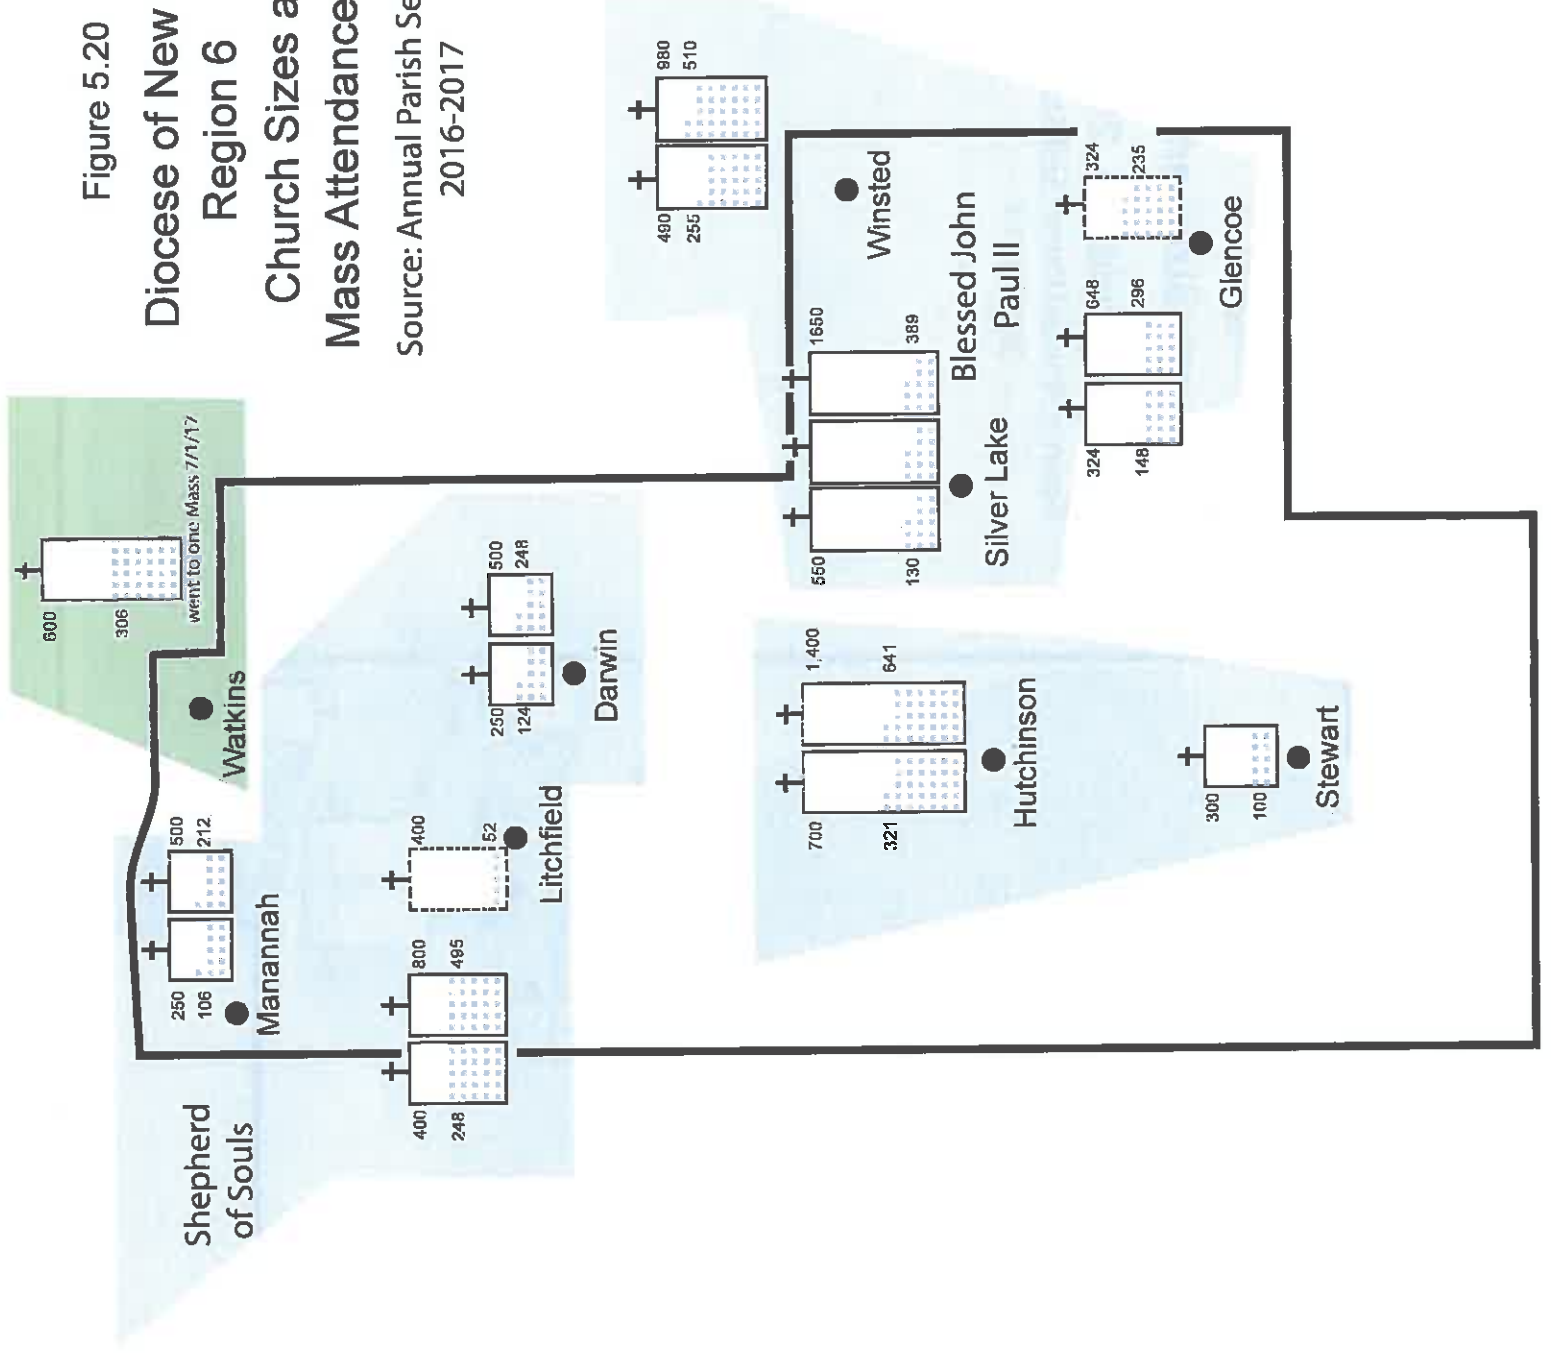 Figure 5.20
Diocese of New
Region 6
Church Sizes a
Mass Attendance
Source: Annual Parish Se
2016-2017
600
306
went to one Mass 7/1/17
Watkins
Shepherd
of Souls
250
106
500
212
Manannah
400
248
800
495
400
52
Litchfield
250
124
500
248
Darwin
490
255
980
510
Winsted
700
321
1,400
641
Hutchinson
550
130
1650
389
Silver Lake
Blessed John
Paul II
324
148
648
296
324
235
Glencoe
300
100
Stewart